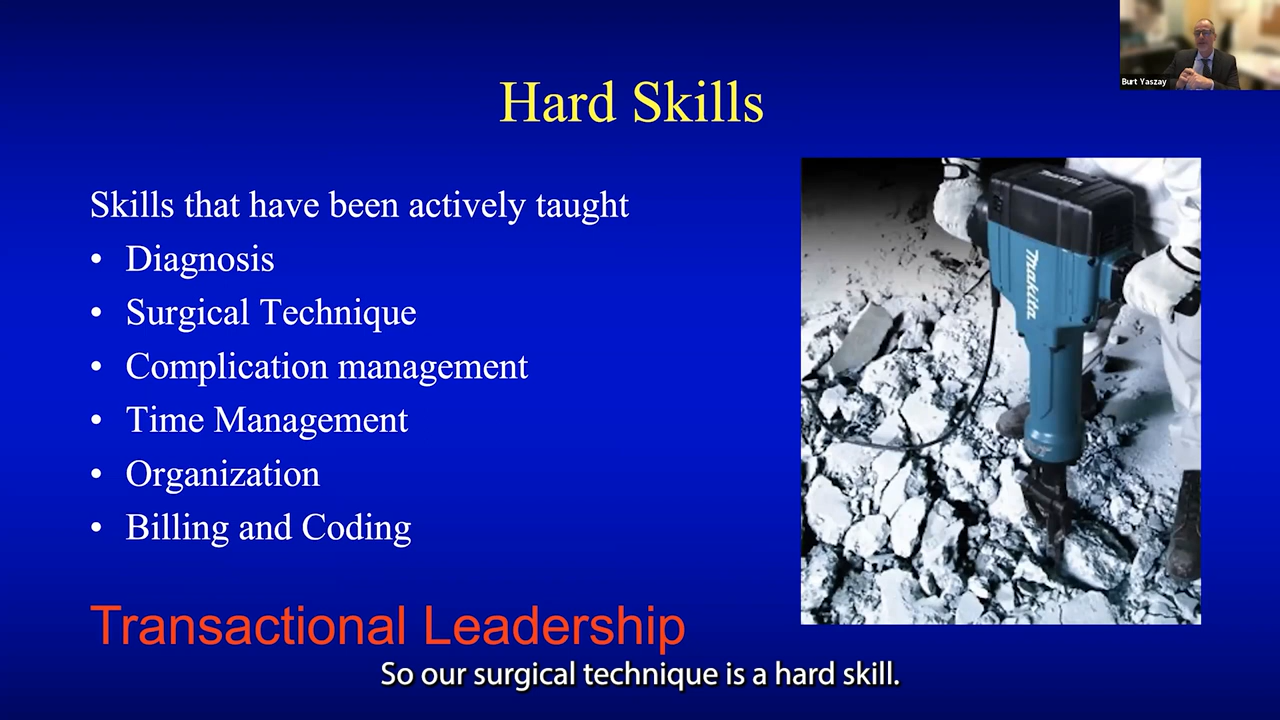 Burt Yaszay
Hard Skills
Skills that have been actively taught
• Diagnosis
• Surgical Technique
• Complication management
• Time Management
• Organization
• Billing and Coding
Makita
Makita
Transactional Leadership
So our surgical technique is a hard skill.